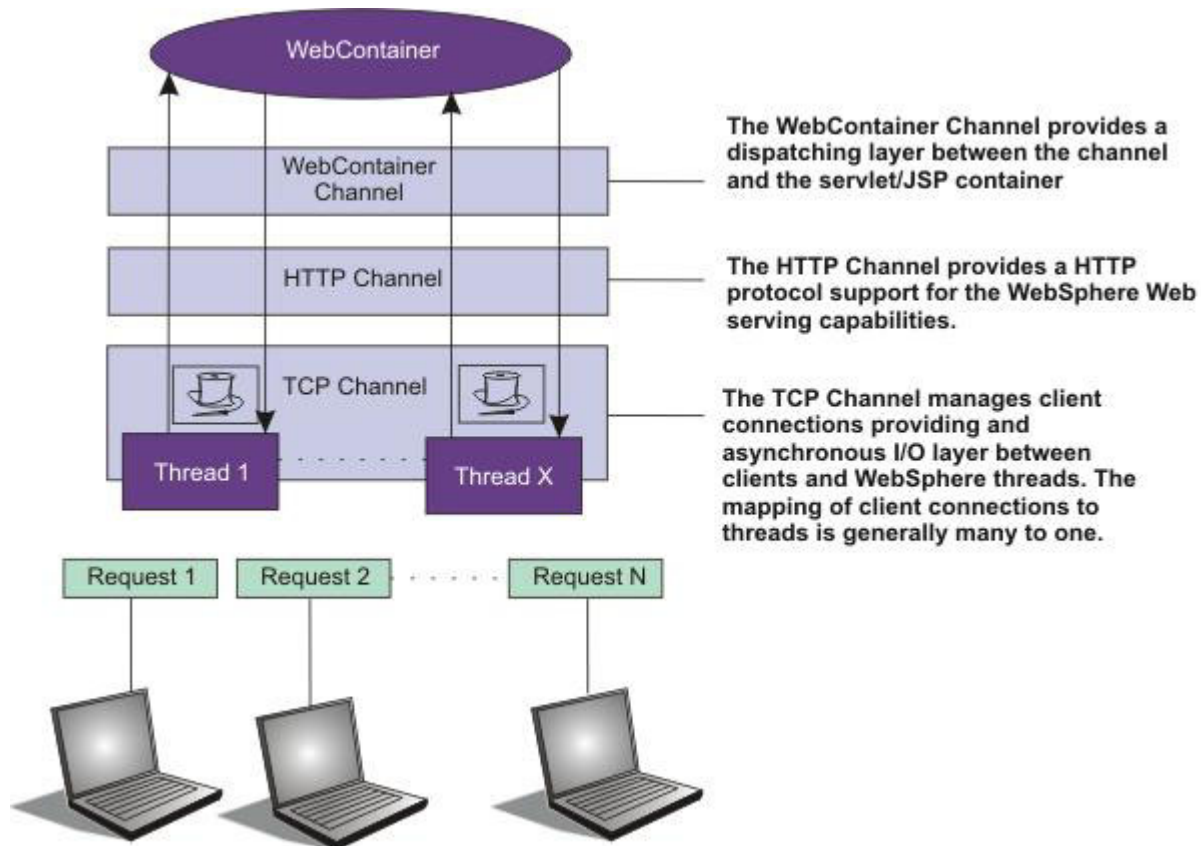 WebContainer
WebContainer
Channel
The WebContainer Channel provides a
dispatching layer between the channel
and the servlet/JSP container
HTTP Channel
The HTTP Channel provides a HTTP
protocol support for the WebSphere Web
serving capabilities.
TCP Channel
The TCP Channel manages client
connections providing and
asynchronous I/O layer between
clients and WebSphere threads. The
mapping of client connections to
threads is generally many to one.
Thread 1
Thread X
Request 1
Request 2
Request N